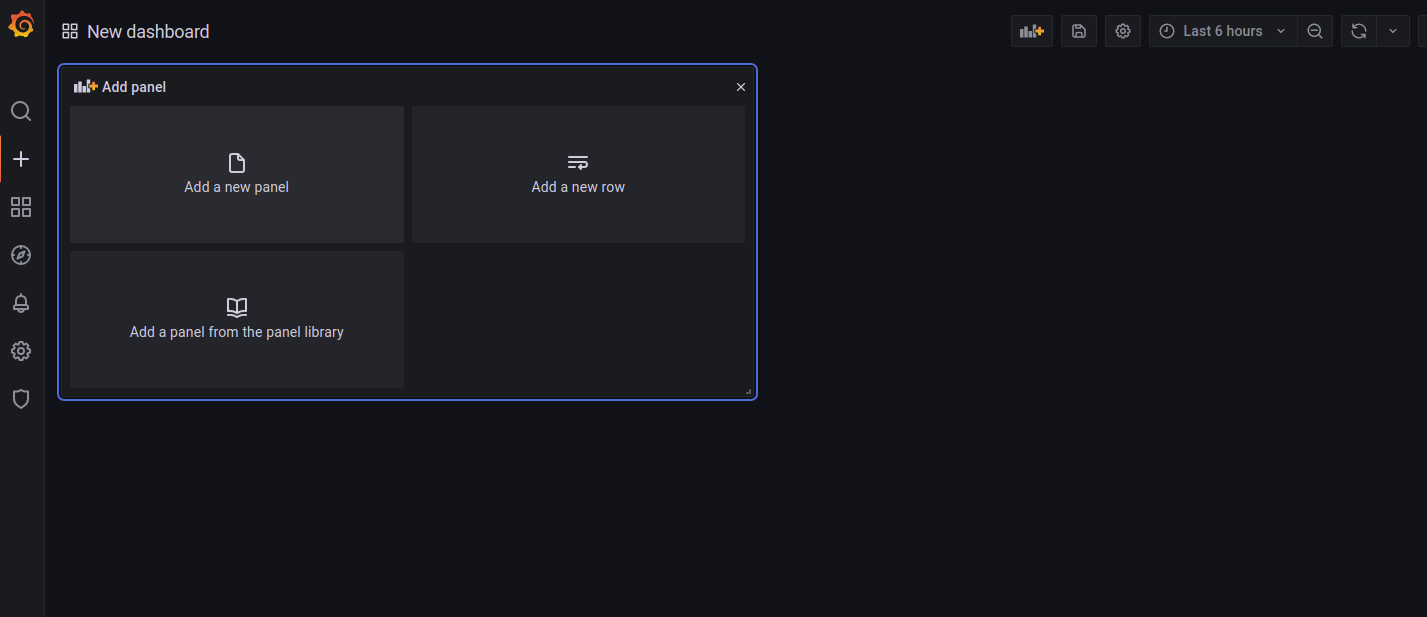 New dashboard
Last 6 hours
Add panel
Add a new panel
Add a new row
Add a panel from the panel library